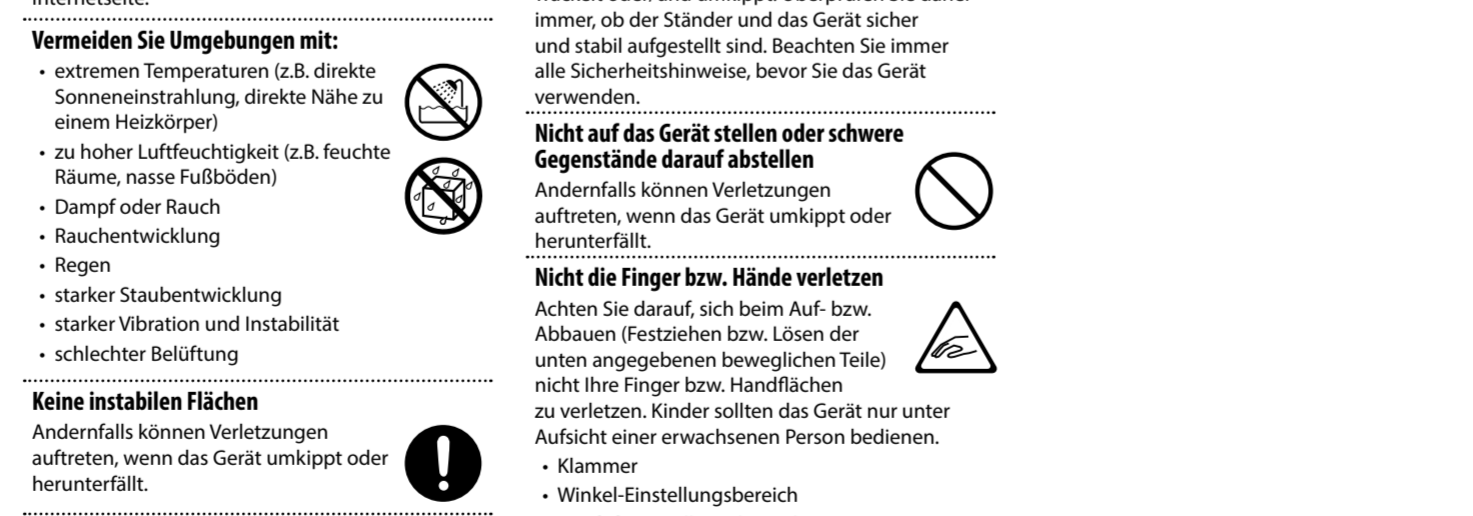 Internetseite.
Vermeiden Sie Umgebungen mit:
• extremen Temperaturen (z.B. direkte
Sonneneinstrahlung, direkte Nähe zu
einem Heizkörper)
• zu hoher Luftfeuchtigkeit (z.B. feuchte
Räume, nasse Fußböden)
• Dampf oder Rauch
• Rauchentwicklung
• Regen
• starker Staubentwicklung
• starker Vibration und Instabilität
• schlechter Belüftung
Keine instabilen Flächen
Andernfalls können Verletzungen
auftreten, wenn das Gerät umkippt oder
herunterfällt.
immer, ob der Ständer und das Gerät sicher
und stabil aufgestellt sind. Beachten Sie immer
alle Sicherheitshinweise, bevor Sie das Gerät
verwenden.
Nicht auf das Gerät stellen oder schwere
Gegenstände darauf abstellen
Andernfalls können Verletzungen
auftreten, wenn das Gerät umkippt oder
herunterfällt.
Nicht die Finger bzw. Hände verletzen
Achten Sie darauf, sich beim Auf- bzw.
Abbauen (Festziehen bzw. Lösen der
unten angegebenen beweglichen Teile)
nicht Ihre Finger bzw. Handflächen
zu verletzen. Kinder sollten das Gerät nur unter
Aufsicht einer erwachsenen Person bedienen.
• Klammer
• Winkel-Einstellungsbereich